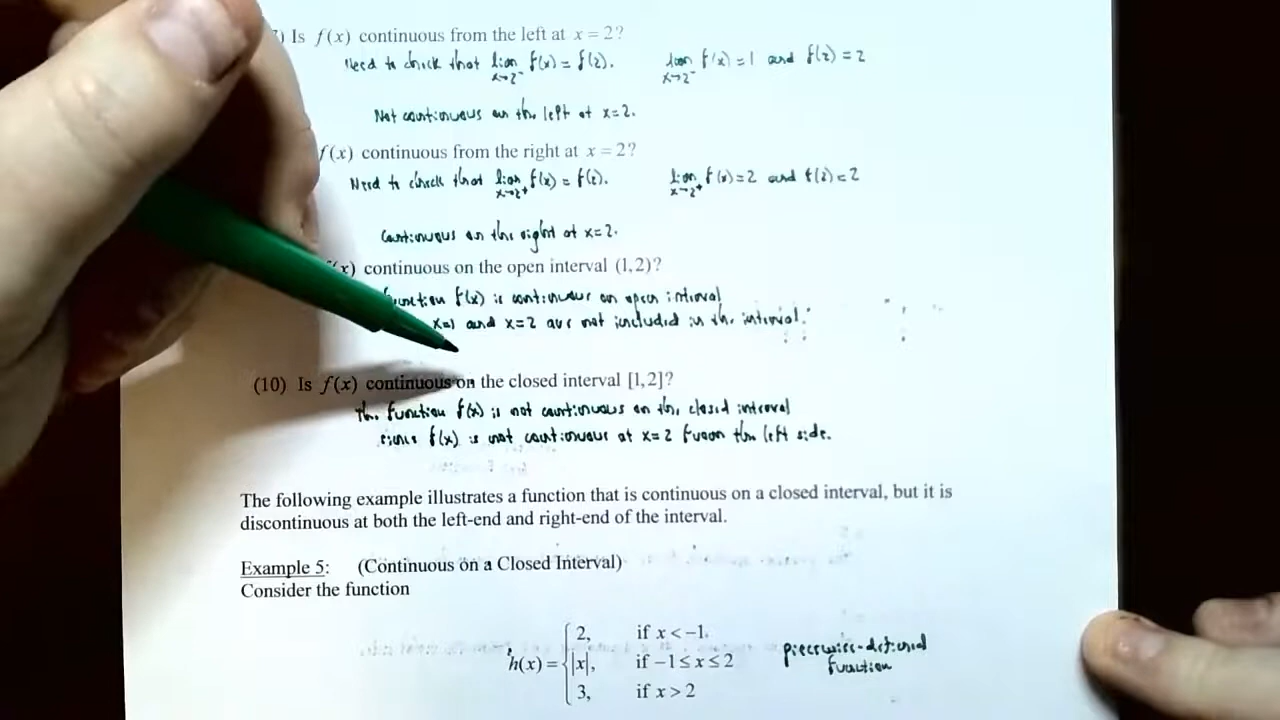 ) Is f(x) continuous from the left at x = 2?
Need to check that lim x→2⁻ f(x) = f(2). lim x→2⁻ f(x) = 1 and f(2) = 2
Not continuous on the left at x=2.
f(x) continuous from the right at x = 2?
Need to check that lim x→2⁺ f(x) = f(2). lim x→2⁺ f(x) = 2 and f(2) = 2
Continuous on the right at x=2.
(x) continuous on the open interval (1,2)?
function f(x) is continuous on open interval
x=1 and x=2 are not included in the interval.
(10) Is f(x) continuous on the closed interval [1,2]?
The function f(x) is not continuous on the closed interval
since f(x) is not continuous at x=2 from the left side.
The following example illustrates a function that is continuous on a closed interval, but it is
discontinuous at both the left-end and right-end of the interval.
Example 5: (Continuous on a Closed Interval)
Consider the function
2, if x < -1.
h(x) = { |x|, if -1 ≤ x ≤ 2 piecewise-defined
function
3, if x > 2